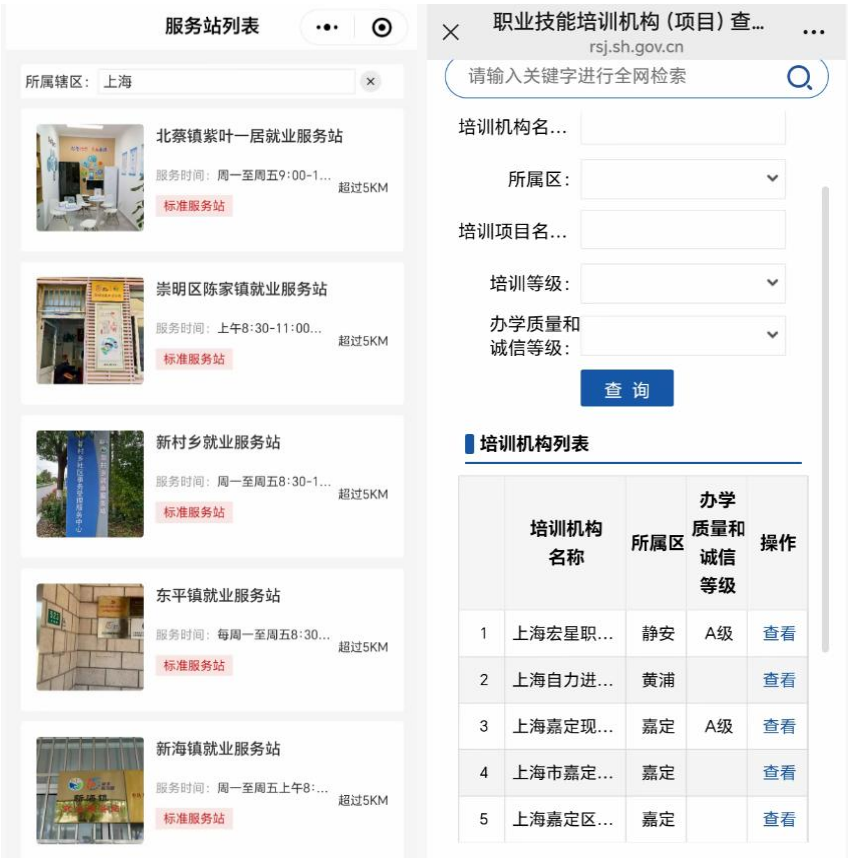 服务站列表
所属辖区： 上海
北蔡镇紫叶一居就业服务站
服务时间： 周一至周五9:00-1...
超过5KM
标准服务站
崇明区陈家镇就业服务站
服务时间： 上午8:30-11:00...
超过5KM
标准服务站
新村乡就业服务站
服务时间： 周一至周五8:30-1...
超过5KM
标准服务站
东平镇就业服务站
服务时间： 每周一至周五8:30...
超过5KM
标准服务站
新海镇就业服务站
服务时间： 周一至周五上午8:...
超过5KM
标准服务站
新海镇
职业技能培训机构（项目）查...
rsj.sh.gov.cn
请输入关键字进行全网检索
培训机构名...
所属区：
培训项目名...
培训等级：
办学质量和
诚信等级：
查 询
培训机构列表
培训机构
名称
所属区
办学
质量和
诚信
等级
操作
1 上海宏星职... 静安 A级 查看
2 上海自力进... 黄浦 查看
3 上海嘉定现... 嘉定 A级 查看
4 上海市嘉定... 嘉定 查看
5 上海嘉定区... 嘉定 查看